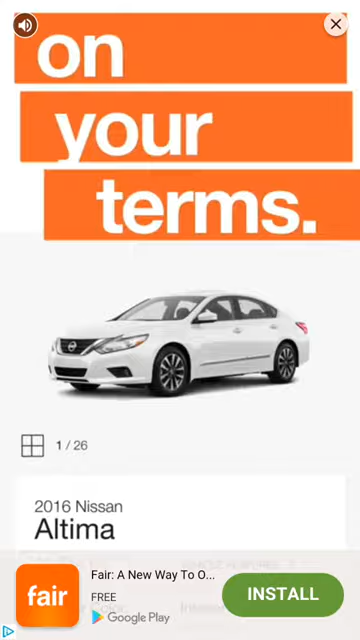 on
your
terms.
1 / 26
2016 Nissan
Altima
fair
Fair: A New Way To O...
FREE
Google Play
INSTALL